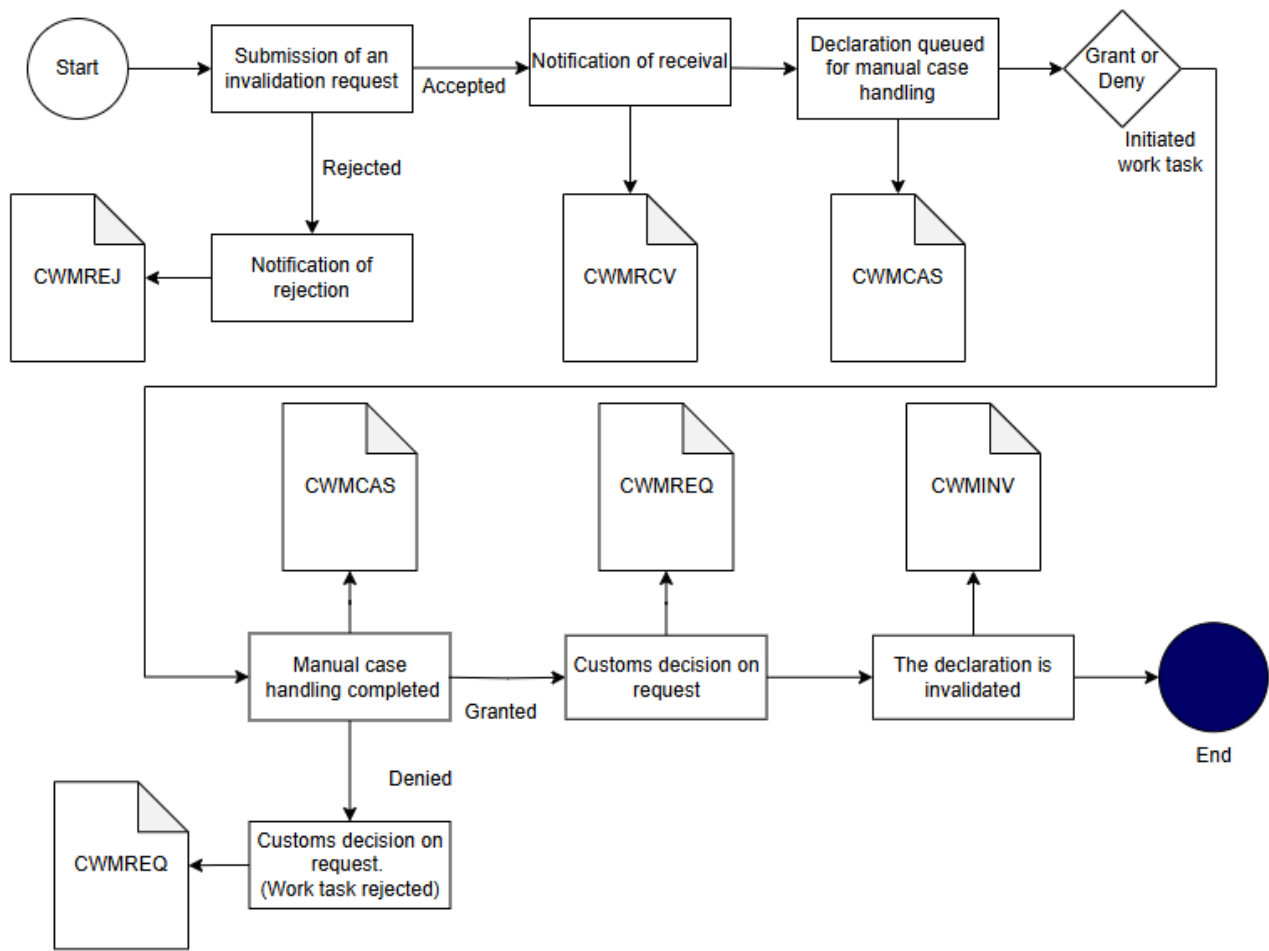 Start
Submission of an
invalidation request
Accepted
Notification of receival
Declaration queued
for manual case
handling
Grant or
Deny
Initiated
work task
Rejected
CWMREJ
Notification of
rejection
CWMRCV
CWMCAS
CWMCAS
CWMREQ
CWMINV
Manual case
handling completed
Granted
Customs decision on
request
The declaration is
invalidated
End
Denied
CWMREQ
Customs decision on
request.
(Work task rejected)